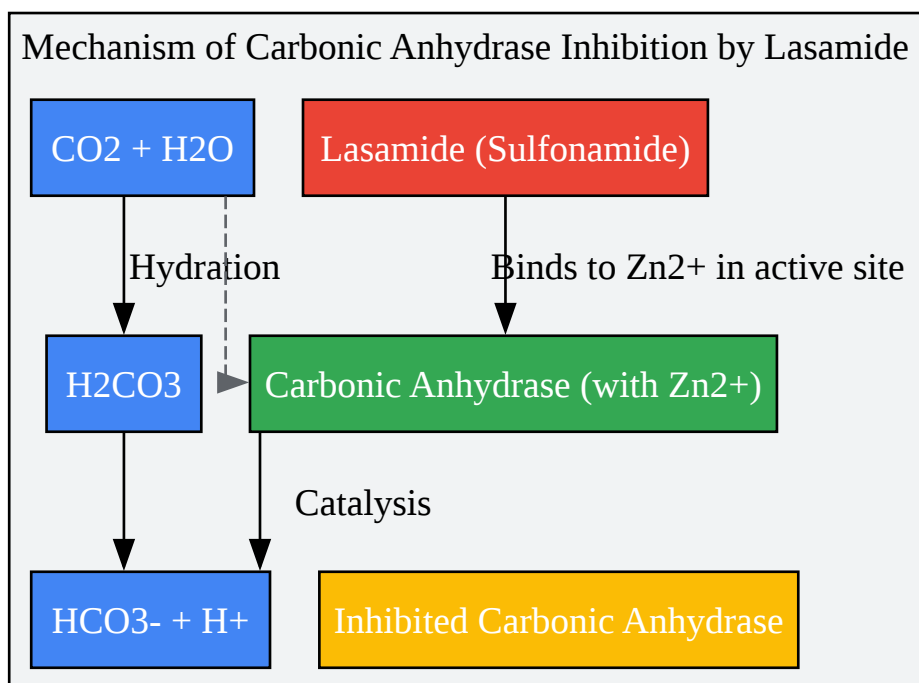 Mechanism of Carbonic Anhydrase Inhibition by Lasamide
CO2 + H2O
Lasamide (Sulfonamide)
Hydration
Binds to Zn2+ in active site
H2CO3
Carbonic Anhydrase (with Zn2+)
Catalysis
HCO3- + H+
Inhibited Carbonic Anhydrase